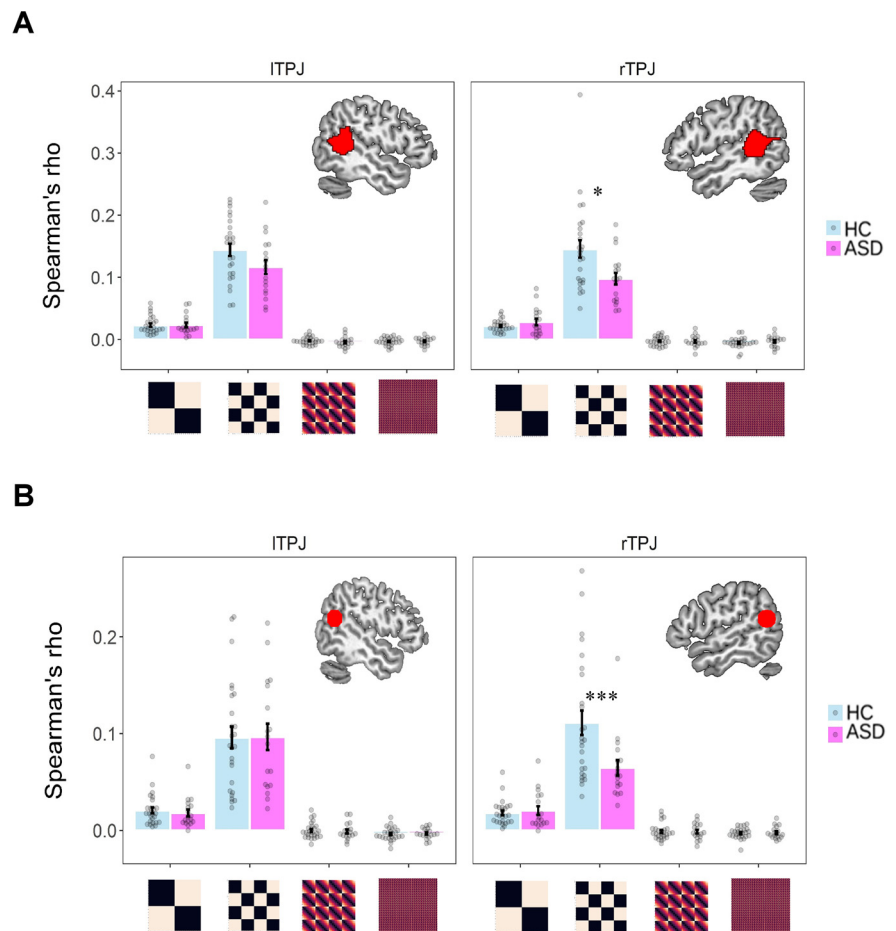 A
lTPJ
rTPJ
0.4
0.3
0.2
0.1
0.0
Spearman's rho
*
HC
ASD
B
lTPJ
rTPJ
0.2
0.1
0.0
Spearman's rho
***
HC
ASD